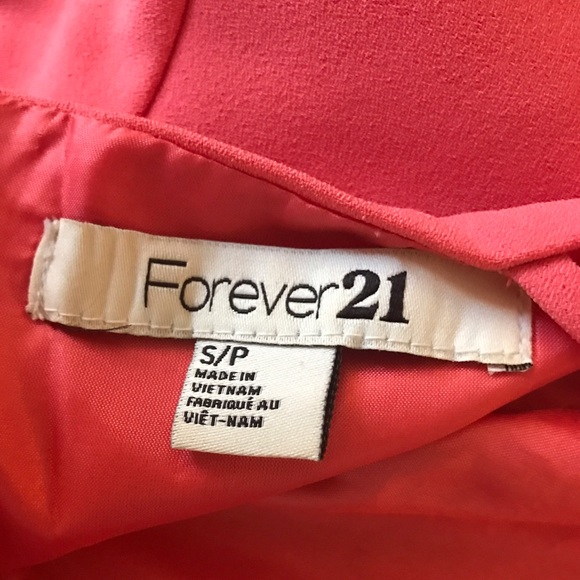 Forever21
S/P
MADE IN
VIETNAM
FABRIQUÉ AU
VIÊT-NAM